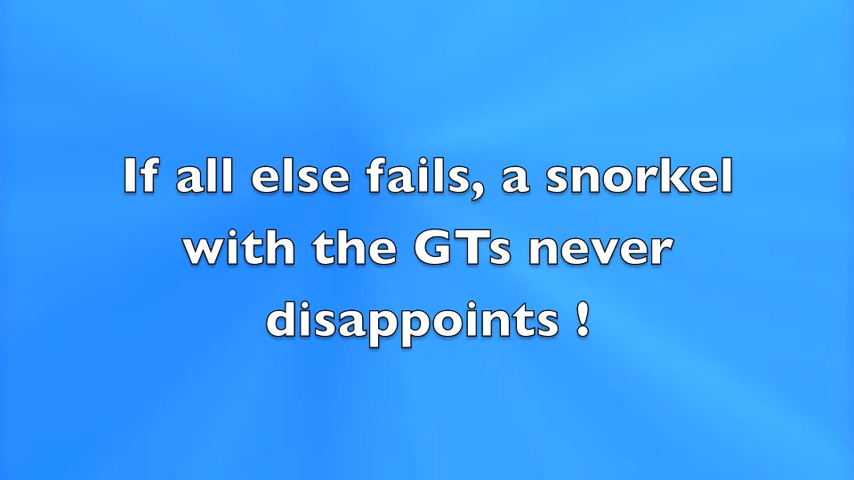 If all else fails, a snorkel
with the GTs never
disappoints !